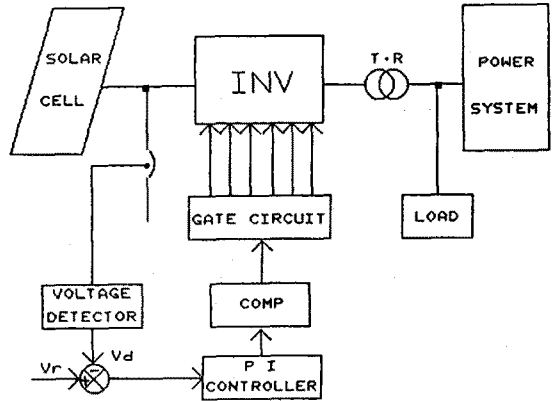 SOLAR
CELL
INV
T·R
POWER
SYSTEM
GATE CIRCUIT
LOAD
VOLTAGE
DETECTOR
COMP
Vr
+
-
Vd
P I
CONTROLLER